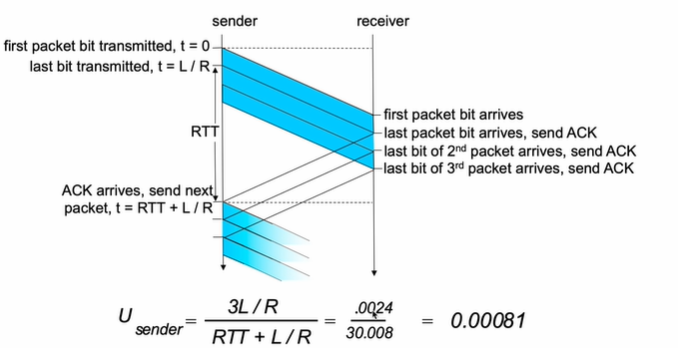 sender
receiver
first packet bit transmitted, t = 0
last bit transmitted, t = L / R
first packet bit arrives
RTT
last packet bit arrives, send ACK
last bit of 2nd packet arrives, send ACK
last bit of 3rd packet arrives, send ACK
ACK arrives, send next
packet, t = RTT + L / R
U sender = 3L / R / RTT + L / R = .0024 / 30.008 = 0.00081